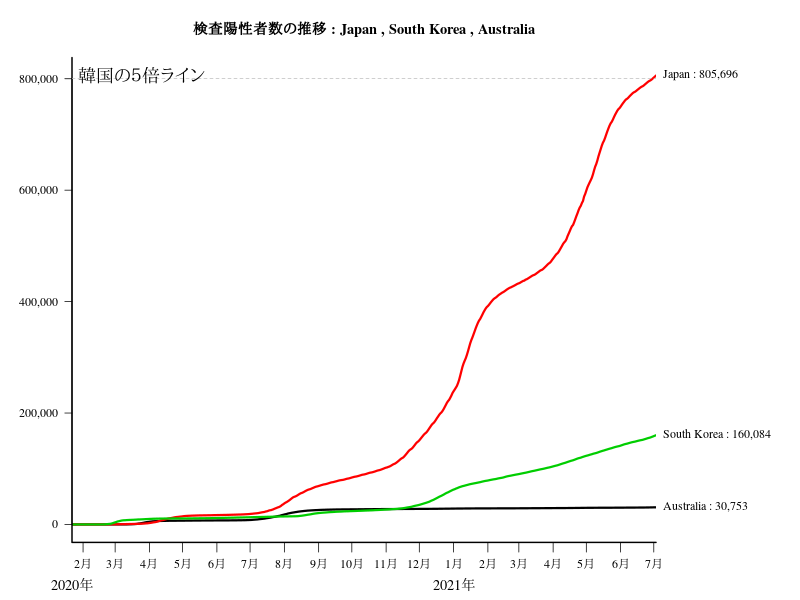 検査陽性者数の推移 : Japan , South Korea , Australia
韓国の5倍ライン
800,000
600,000
400,000
200,000
0
Japan : 805,696
South Korea : 160,084
Australia : 30,753
2月 3月 4月 5月 6月 7月 8月 9月 10月 11月 12月 1月 2月 3月 4月 5月 6月 7月
2020年 2021年